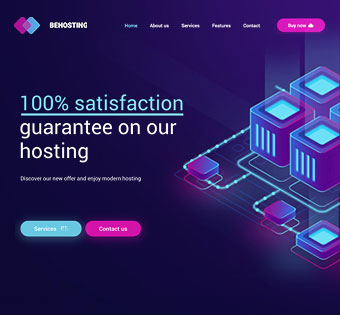 BEHOSTING
Home About us Services Features Contact Buy now
100% satisfaction
guarantee on our
hosting
Discover our new offer and enjoy modern hosting
Services Contact us